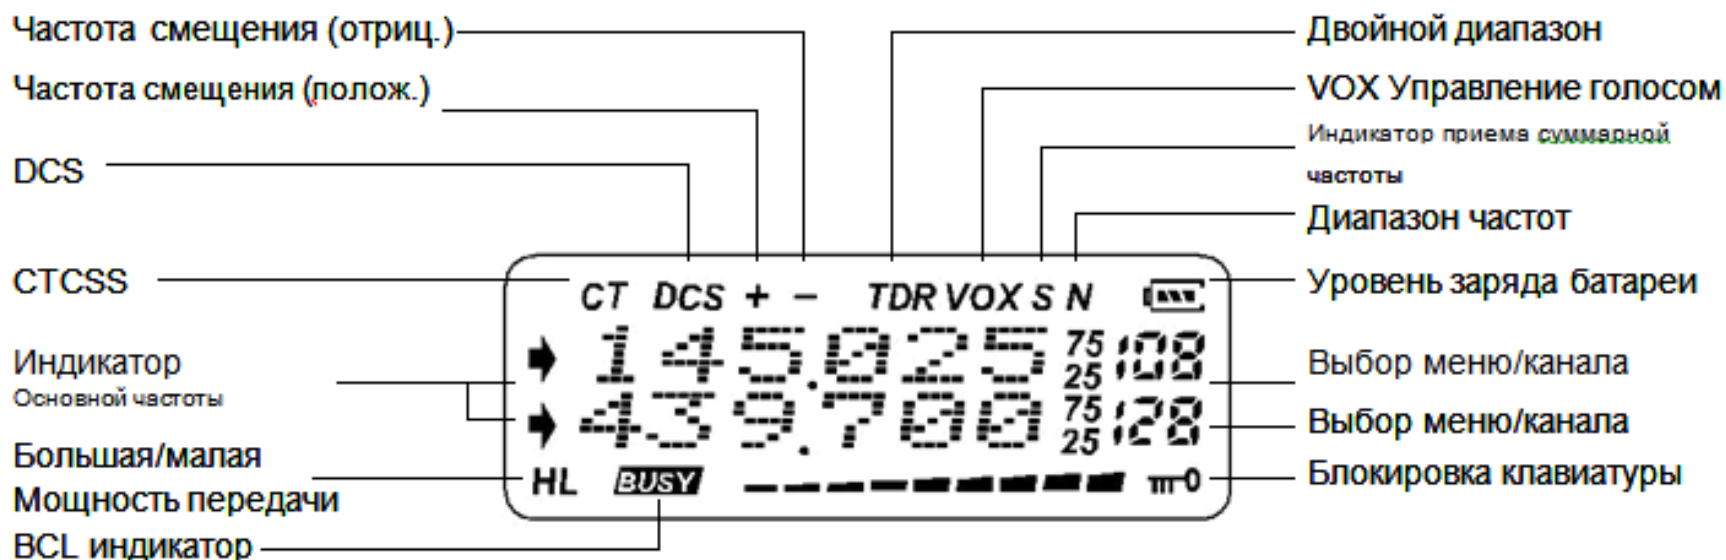 Частота смещения (отриц.)
Частота смещения (полож.)
DCS
CTCSS
Индикатор
Основной частоты
Большая/малая
Мощность передачи
BCL индикатор
CT DCS + − TDR VOX S N
145.025 75 25 108
439.700 75 25 128
HL BUSY
Двойной диапазон
VOX Управление голосом
Индикатор приема суммарной
частоты
Диапазон частот
Уровень заряда батареи
Выбор меню/канала
Выбор меню/канала
Блокировка клавиатуры